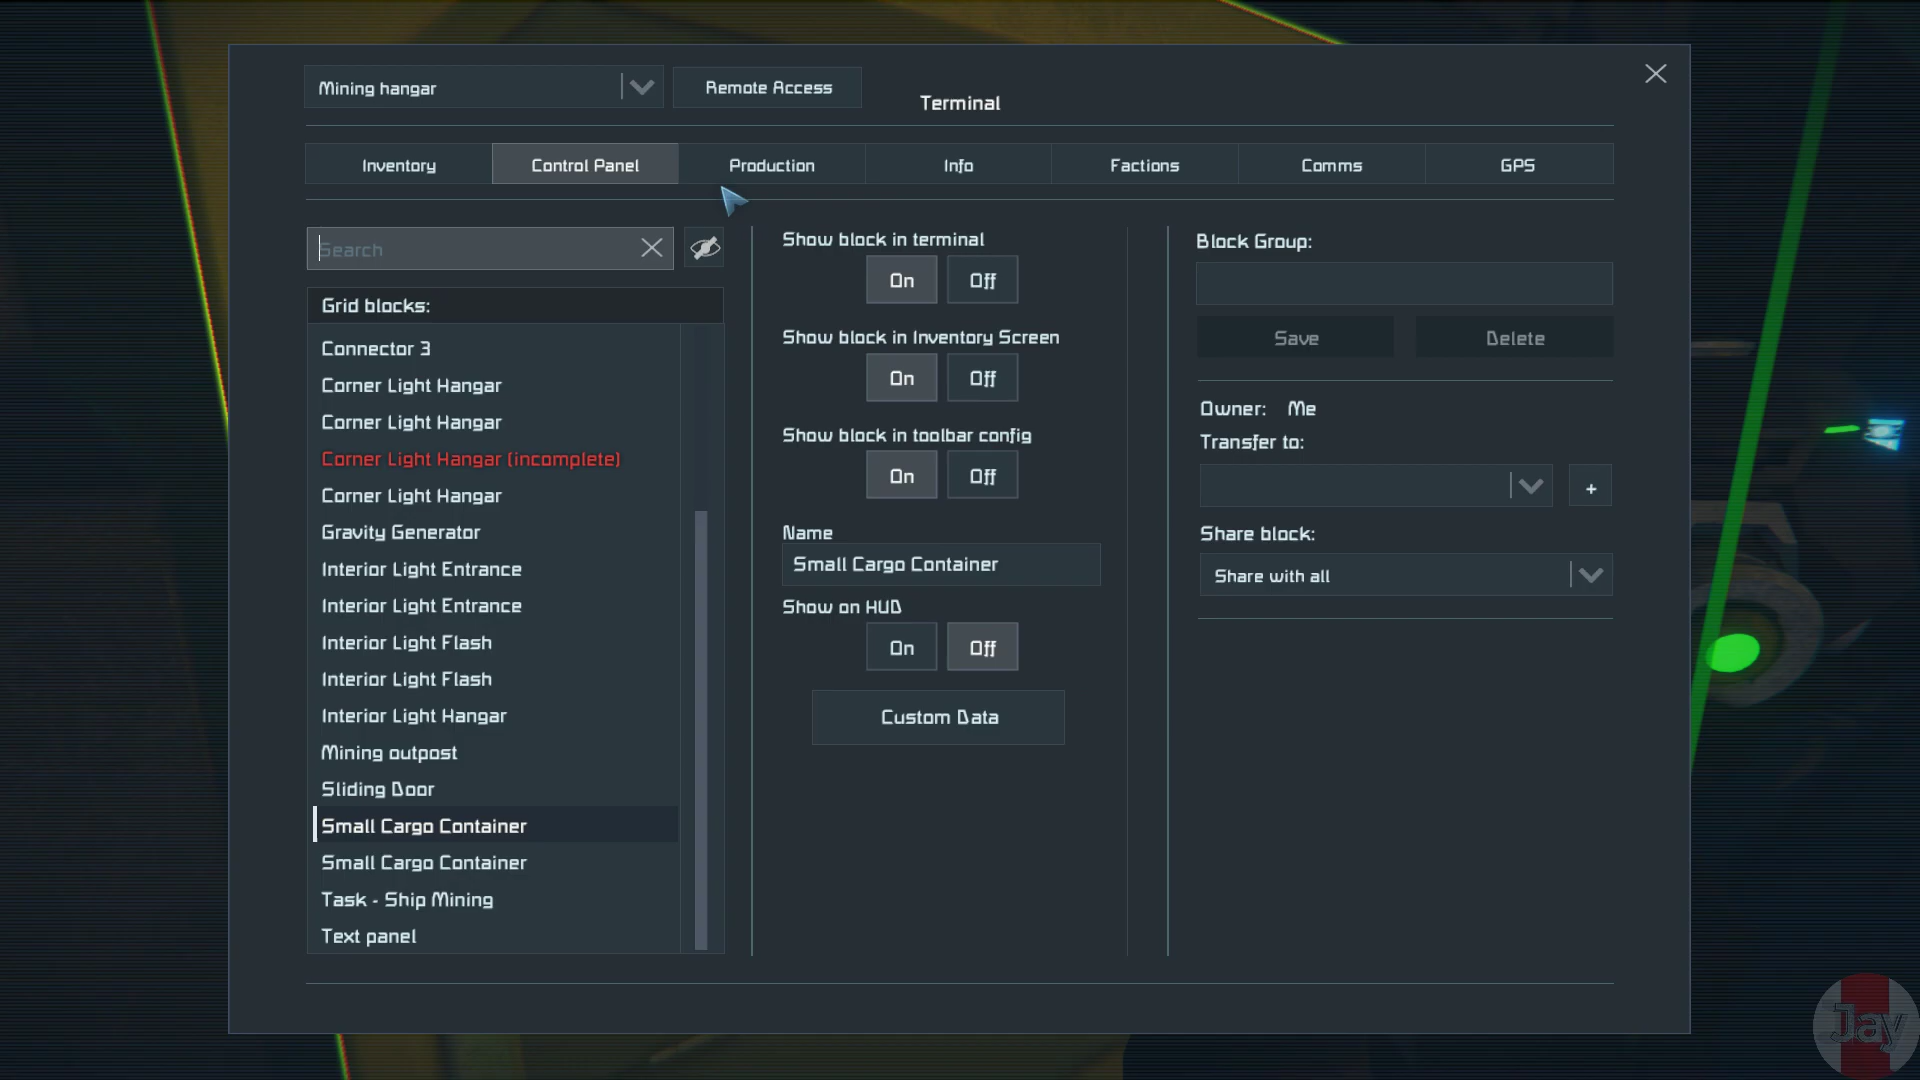 Mining hangar
Remote Access
Terminal
Inventory
Control Panel
Production
Info
Factions
Comms
GPS
Search
Grid blocks:
Connector 3
Corner Light Hangar
Corner Light Hangar
Corner Light Hangar (incomplete)
Corner Light Hangar
Gravity Generator
Interior Light Entrance
Interior Light Entrance
Interior Light Flash
Interior Light Flash
Interior Light Hangar
Mining outpost
Sliding Door
Small Cargo Container
Small Cargo Container
Task - Ship Mining
Text panel
Show block in terminal
On Off
Show block in Inventory Screen
On Off
Show block in toolbar config
On Off
Name
Small Cargo Container
Show on HUD
On Off
Custom Data
Block Group:
Save Delete
Owner: Me
Transfer to:
+
Share block:
Share with all
Jay